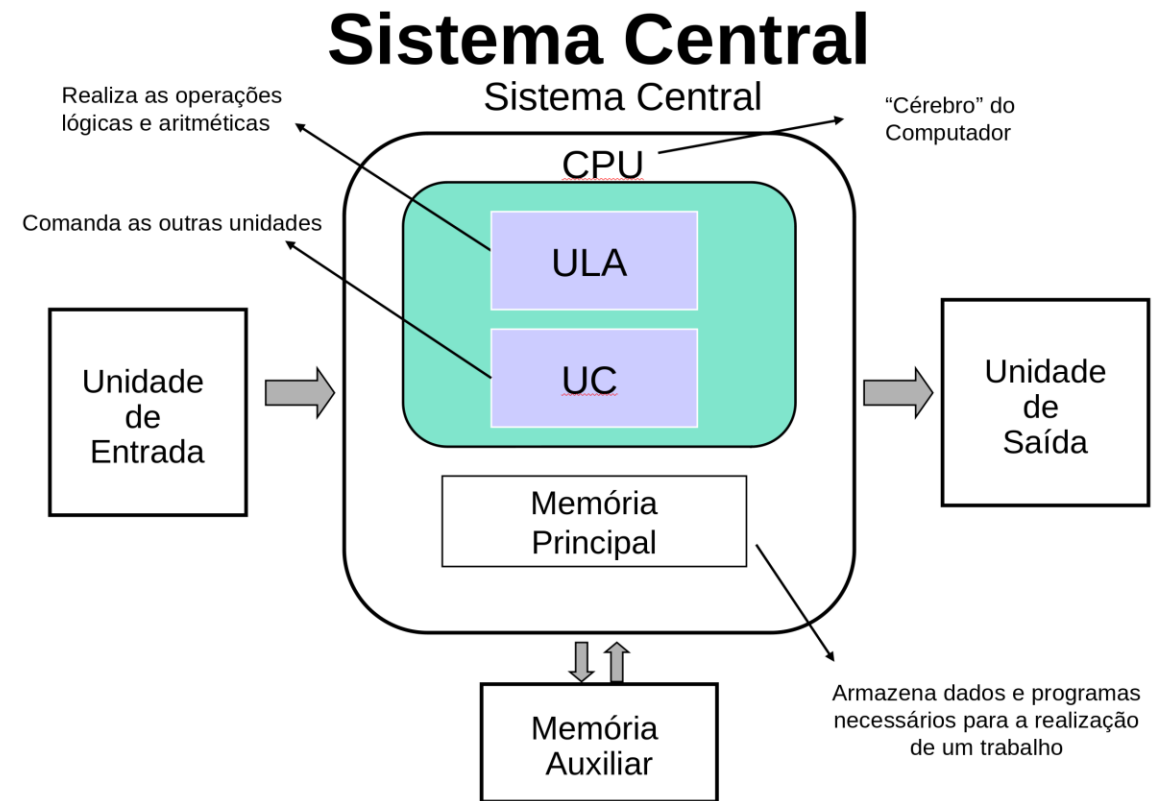 Sistema Central
Sistema Central
Realiza as operações
lógicas e aritméticas
“Cérebro” do
Computador
CPU
Comanda as outras unidades
ULA
UC
Unidade
de
Entrada
Unidade
de
Saída
Memória
Principal
Memória
Auxiliar
Armazena dados e programas
necessários para a realização
de um trabalho